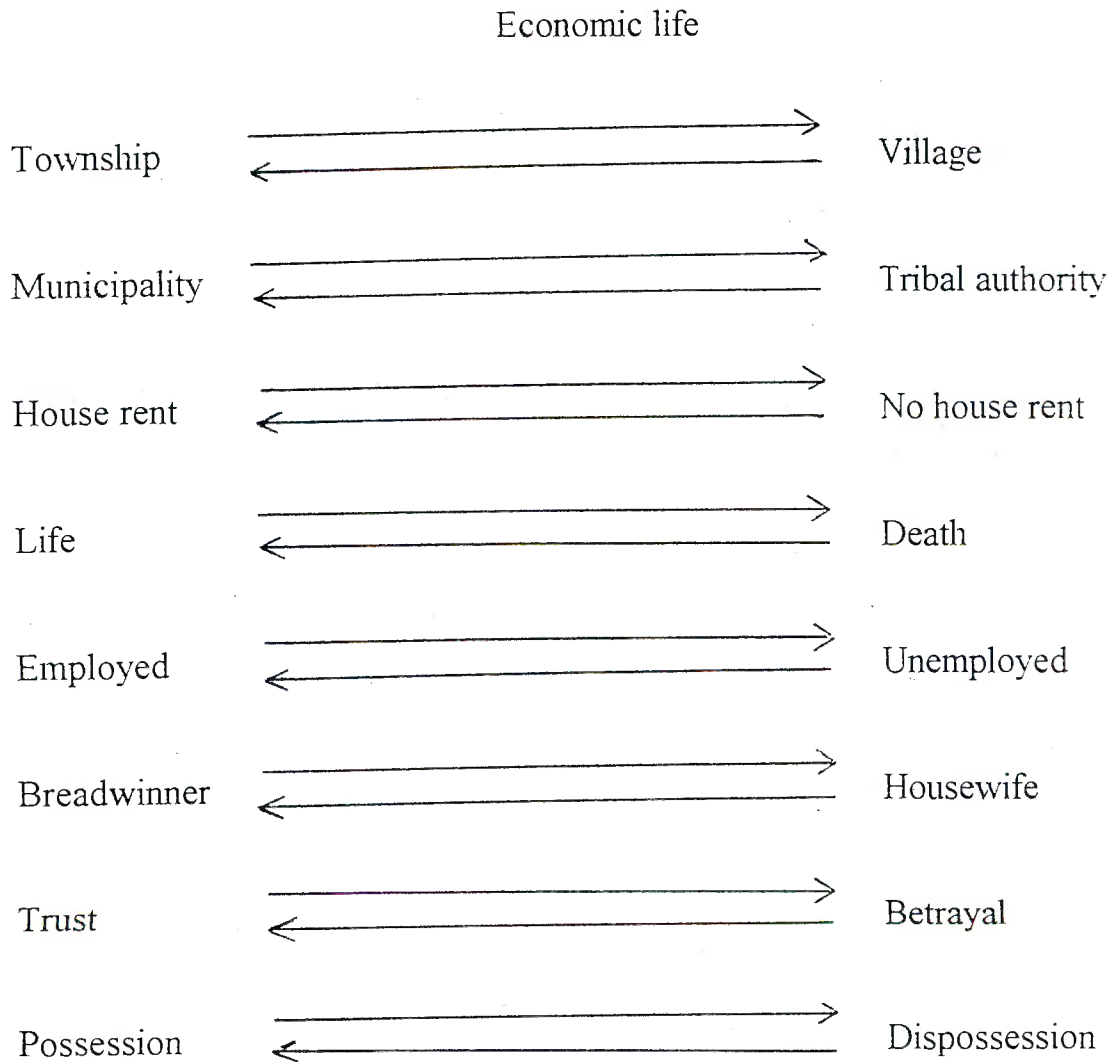 Economic life
Township Village
Municipality Tribal authority
House rent No house rent
Life Death
Employed Unemployed
Breadwinner Housewife
Trust Betrayal
Possession Dispossession